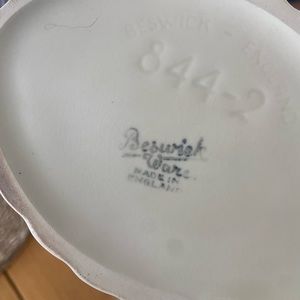 BESWICK - ENGLAND
844-2
Beswick
Ware
MADE IN
ENGLAND